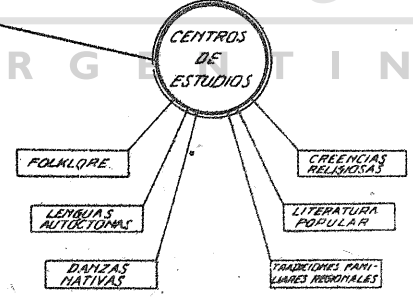 CENTROS
DE
ESTUDIOS
R G E N T I N
FOLKLORE.
CREENCIAS
RELIGIOSAS
LENGUAS
AUTOCTONAS
LITERATURA
POPULAR
DANZAS
NATIVAS
TRADICIONES FAMI-
LIARES REGIONALES